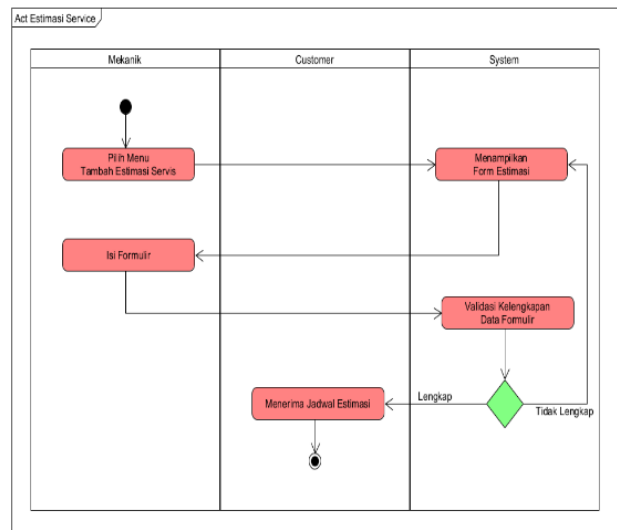 Act Estimasi Service
Mekanik
Customer
System
Pilih Menu
Tambah Estimasi Servis
Menampilkan
Form Estimasi
Isi Formulir
Validasi Kelengkapan
Data Formulir
Menerima Jadwal Estimasi
Lengkap
Tidak Lengkap